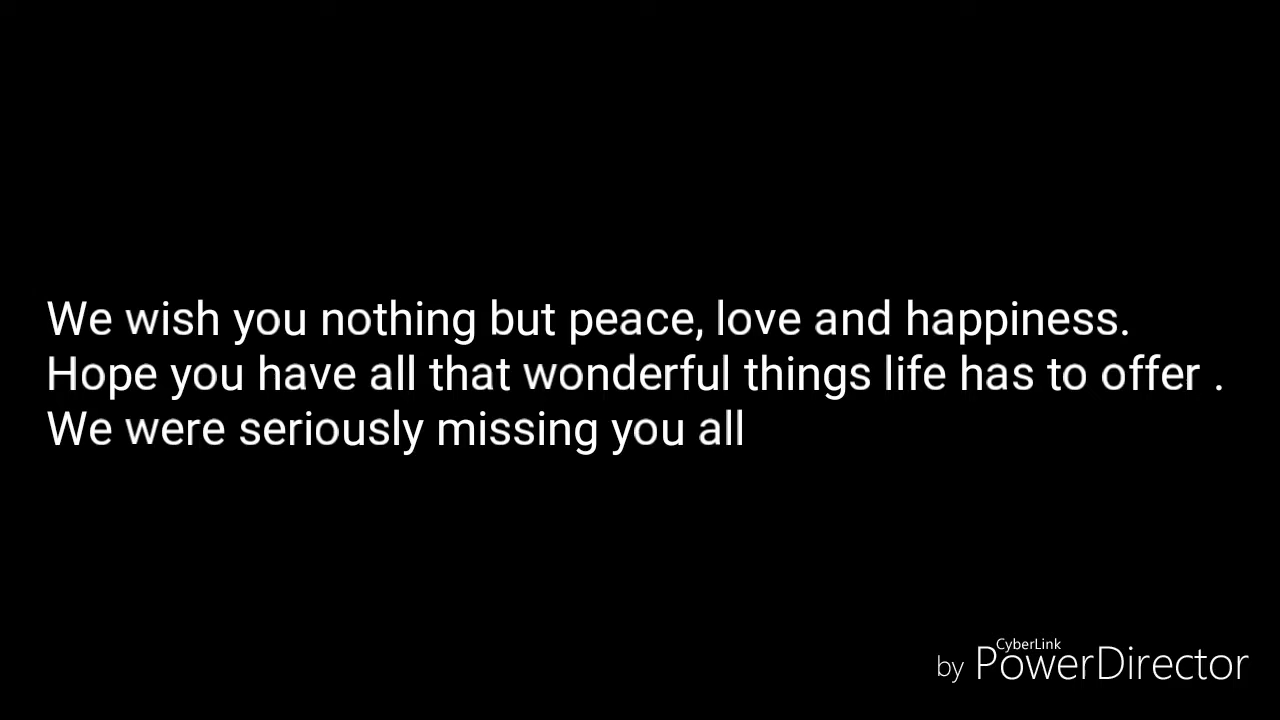 We wish you nothing but peace, love and happiness.
Hope you have all that wonderful things life has to offer .
We were seriously missing you all
CyberLink
by PowerDirector